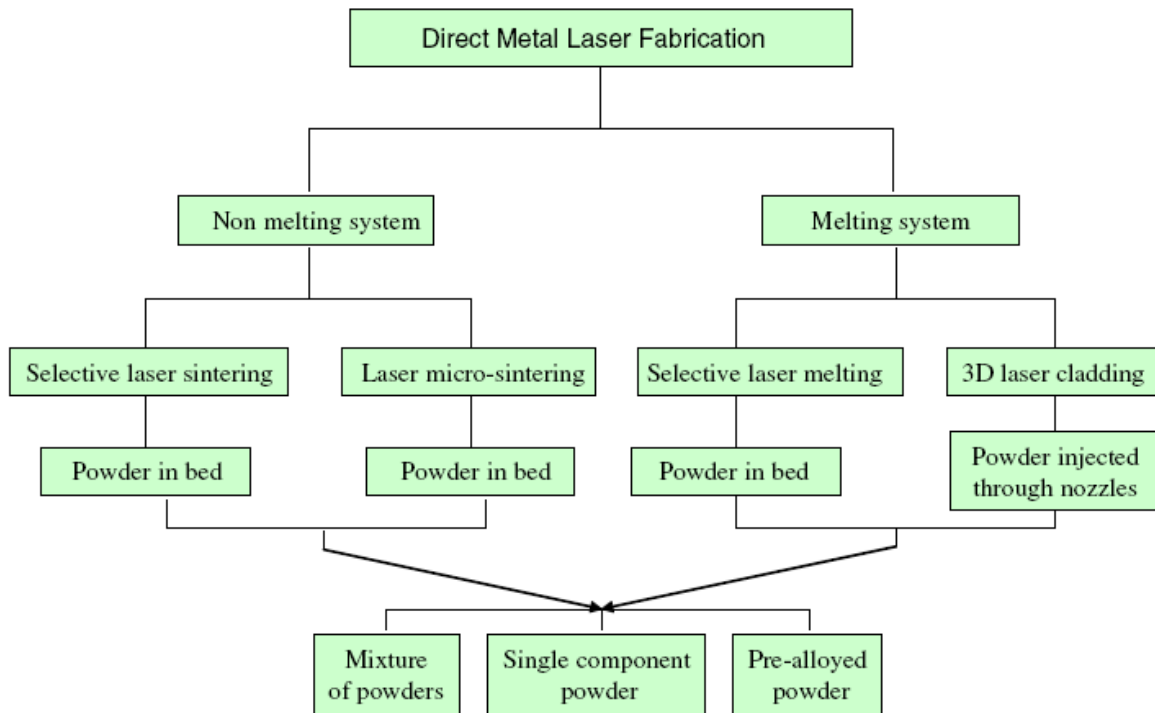 Direct Metal Laser Fabrication
Non melting system
Melting system
Selective laser sintering
Laser micro-sintering
Selective laser melting
3D laser cladding
Powder in bed
Powder in bed
Powder in bed
Powder injected
through nozzles
Mixture
of powders
Single component
powder
Pre-alloyed
powder